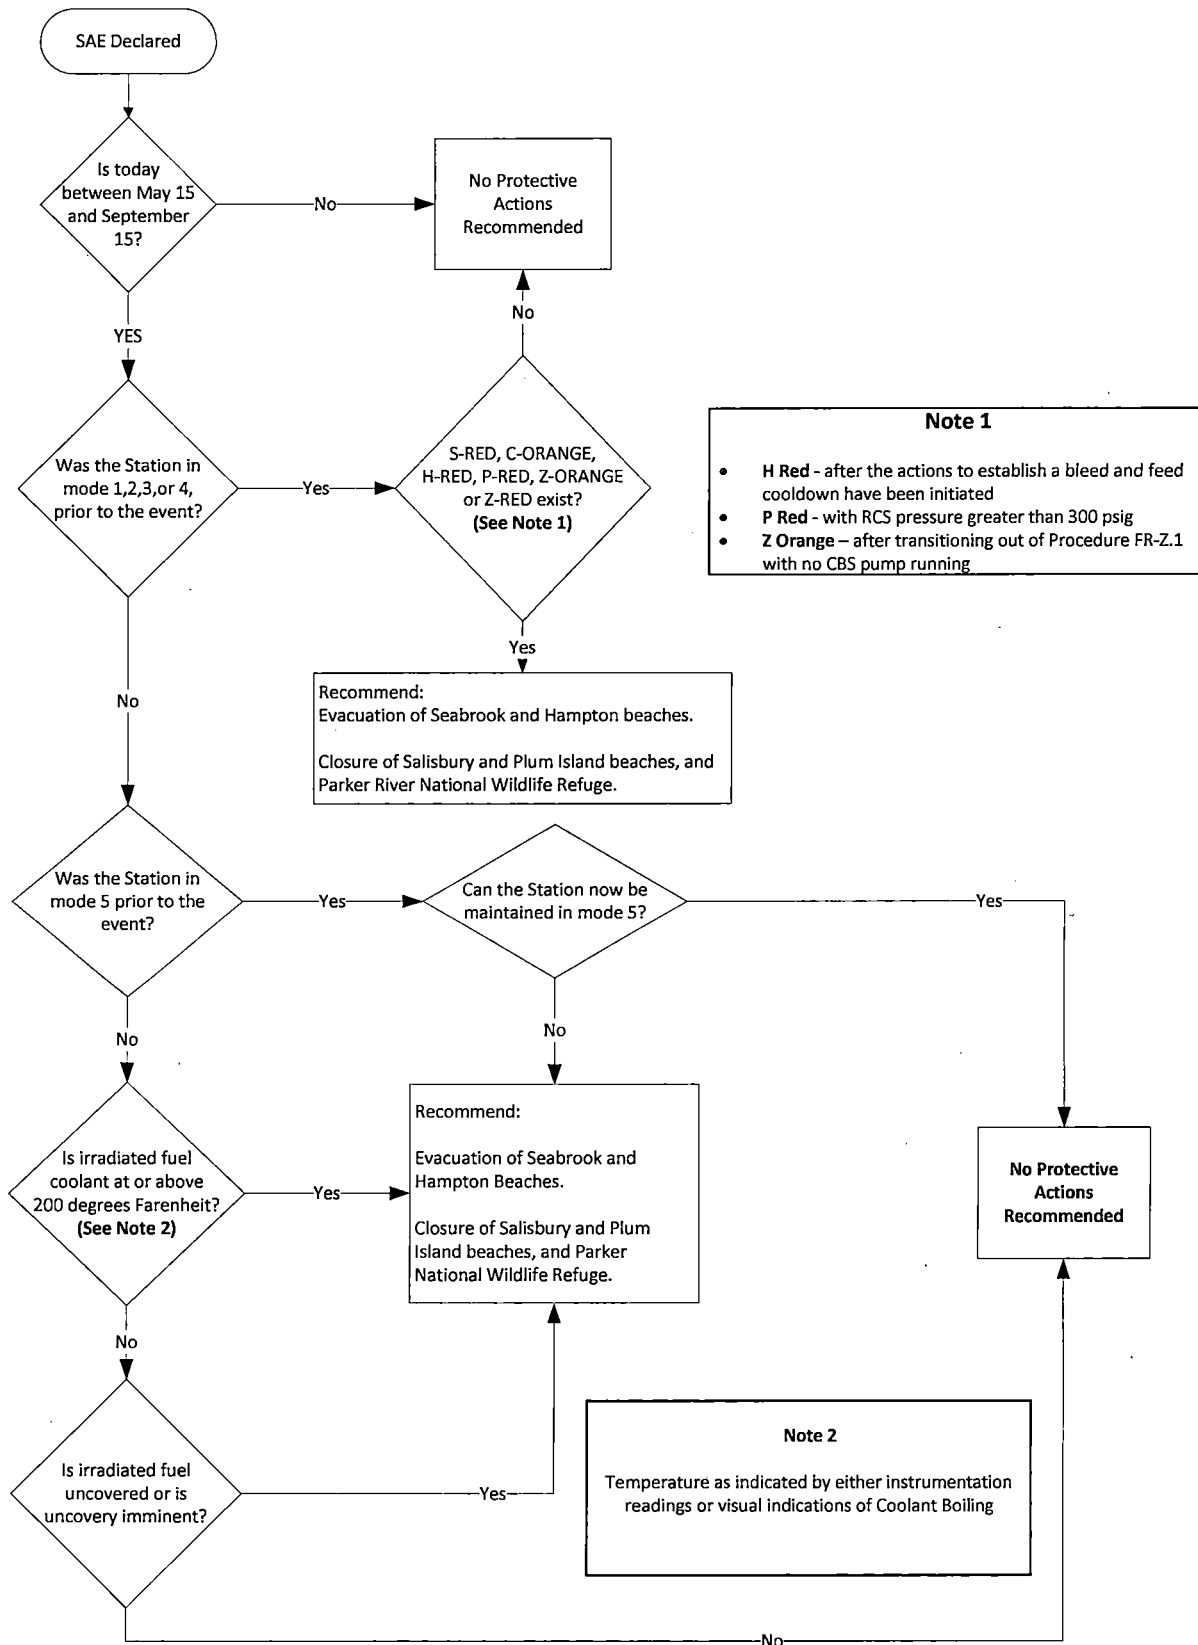 SAE Declared
Is today
between May 15
and September
15?
No
No Protective
Actions
Recommended
YES
No
Was the Station in
mode 1,2,3,or 4,
prior to the event?
Yes
S-RED, C-ORANGE,
H-RED, P-RED, Z-ORANGE
or Z-RED exist?
(See Note 1)
Note 1
• H Red - after the actions to establish a bleed and feed
cooldown have been initiated
• P Red - with RCS pressure greater than 300 psig
• Z Orange – after transitioning out of Procedure FR-Z.1
with no CBS pump running
Yes
No
Recommend:
Evacuation of Seabrook and Hampton beaches.
Closure of Salisbury and Plum Island beaches, and
Parker River National Wildlife Refuge.
Was the Station in
mode 5 prior to the
event?
Yes
Can the Station now be
maintained in mode 5?
Yes
No
No
Is irradiated fuel
coolant at or above
200 degrees Farenheit?
(See Note 2)
Yes
Recommend:
Evacuation of Seabrook and
Hampton Beaches.
Closure of Salisbury and Plum
Island beaches, and Parker
National Wildlife Refuge.
No Protective
Actions
Recommended
No
Is irradiated fuel
uncovered or is
uncovery imminent?
Yes
Note 2
Temperature as indicated by either instrumentation
readings or visual indications of Coolant Boiling
No